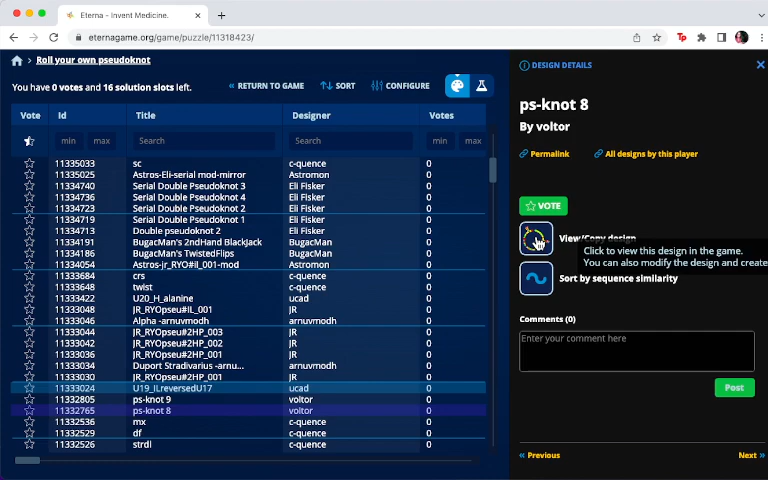 Eterna - Invent Medicine.
eternagame.org/game/puzzle/11318423/
Roll your own pseudoknot
You have 0 votes and 16 solution slots left.
RETURN TO GAME
SORT
CONFIGURE
Vote Id Title Designer Votes
min max Search Search min max
11335033 sc c-quence 0
11335025 Astros-Eli-serial mod-mirror Astromon 0
11334740 Serial Double Pseudoknot 3 Eli Fisker 0
11334736 Serial Double Pseudoknot 4 Eli Fisker 0
11334723 Serial Double Pseudoknot 2 Eli Fisker 0
11334719 Serial Double Pseudoknot 1 Eli Fisker 0
11334713 Double pseudoknot 2 Eli Fisker 0
11334191 BugacMan's 2ndHand BlackJack BugacMan 0
11334186 BugacMan's TwistedFlips BugacMan 0
11334054 Astros-jr_RYO#il_001-mod Astromon 0
11333684 crs c-quence 0
11333648 twist c-quence 0
11333422 U20_H_alanine ucad 0
11333048 JR_RYOpseu#IL_001 JR 0
11333046 Alpha -arnuvmodh arnuvmodh 0
11333044 JR_RYOpseu#2HP_003 JR 0
11333042 JR_RYOpseu#2HP_002 JR 0
11333036 JR_RYOpseu#2HP_001 JR 0
11333034 Duport Stradivarius -arnu... arnuvmodh 0
11333030 JR_RYOpseu#2HP_001 JR 0
11333024 U19_ILreversedU17 ucad 0
11332805 ps-knot 9 voltor 0
11332765 ps-knot 8 voltor 0
11332536 mx c-quence 0
11332529 df c-quence 0
11332526 strdl c-quence 0
DESIGN DETAILS
ps-knot 8
By voltor
Permalink
All designs by this player
VOTE
View/Copy design
Click to view this design in the game.
You can also modify the design and create
Sort by sequence similarity
Comments (0)
Enter your comment here
Post
Previous
Next